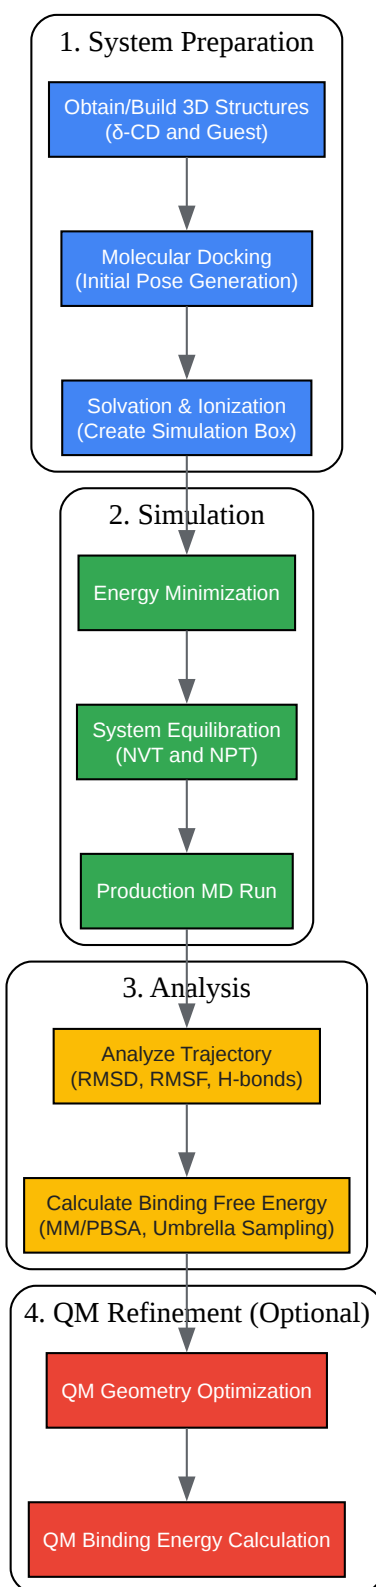 1. System Preparation
Obtain/Build 3D Structures
(δ-CD and Guest)
Molecular Docking
(Initial Pose Generation)
Solvation & Ionization
(Create Simulation Box)
2. Simulation
Energy Minimization
System Equilibration
(NVT and NPT)
Production MD Run
3. Analysis
Analyze Trajectory
(RMSD, RMSF, H-bonds)
Calculate Binding Free Energy
(MM/PBSA, Umbrella Sampling)
4. QM Refinement (Optional)
QM Geometry Optimization
QM Binding Energy Calculation